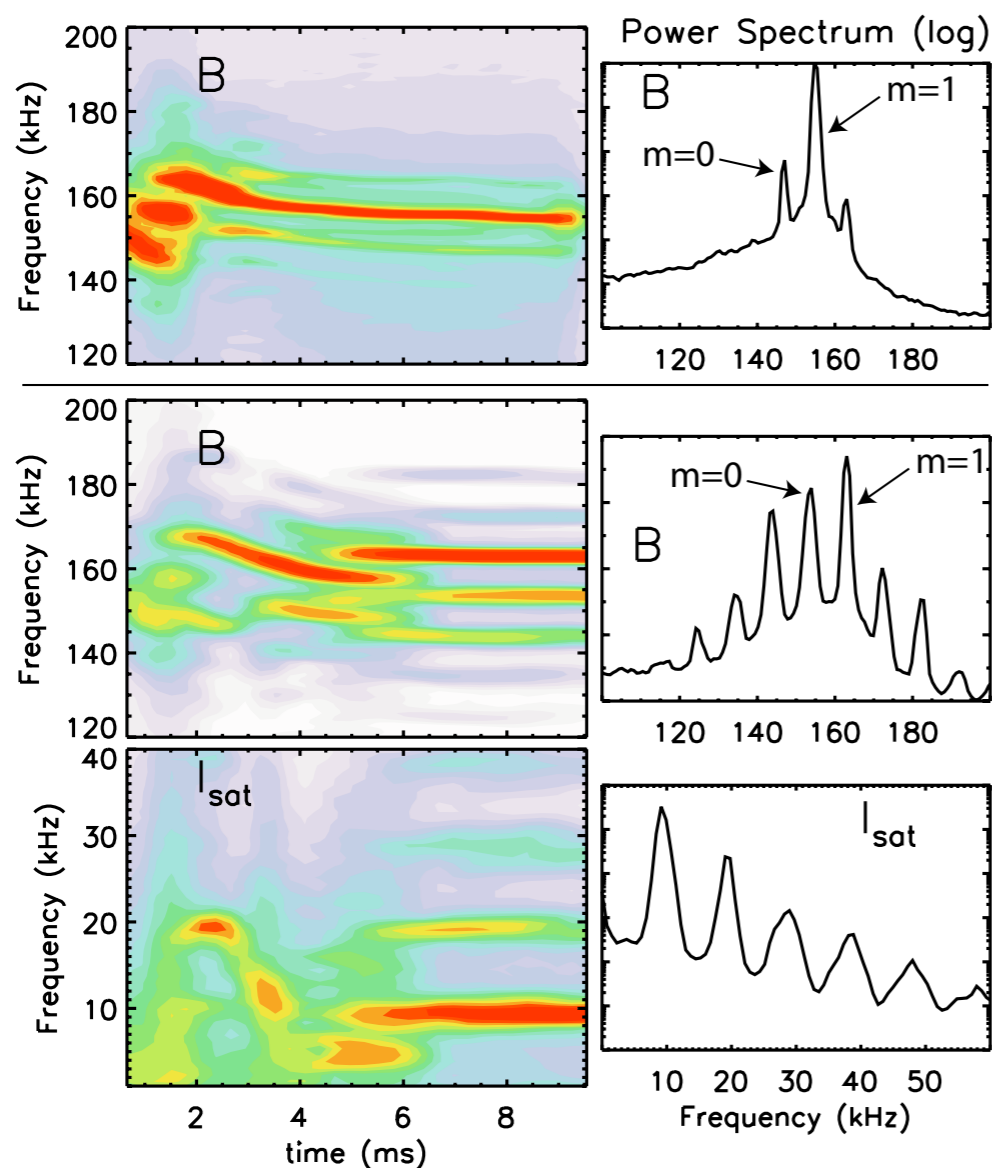 Power Spectrum (log)
200
180
160
140
120
Frequency (kHz)
B
B
m=1
m=0
120 140 160 180
200
180
160
140
120
Frequency (kHz)
B
m=0
m=1
B
120 140 160 180
40
30
20
10
Frequency (kHz)
Isat
2 4 6 8
time (ms)
Isat
10 20 30 40 50
Frequency (kHz)